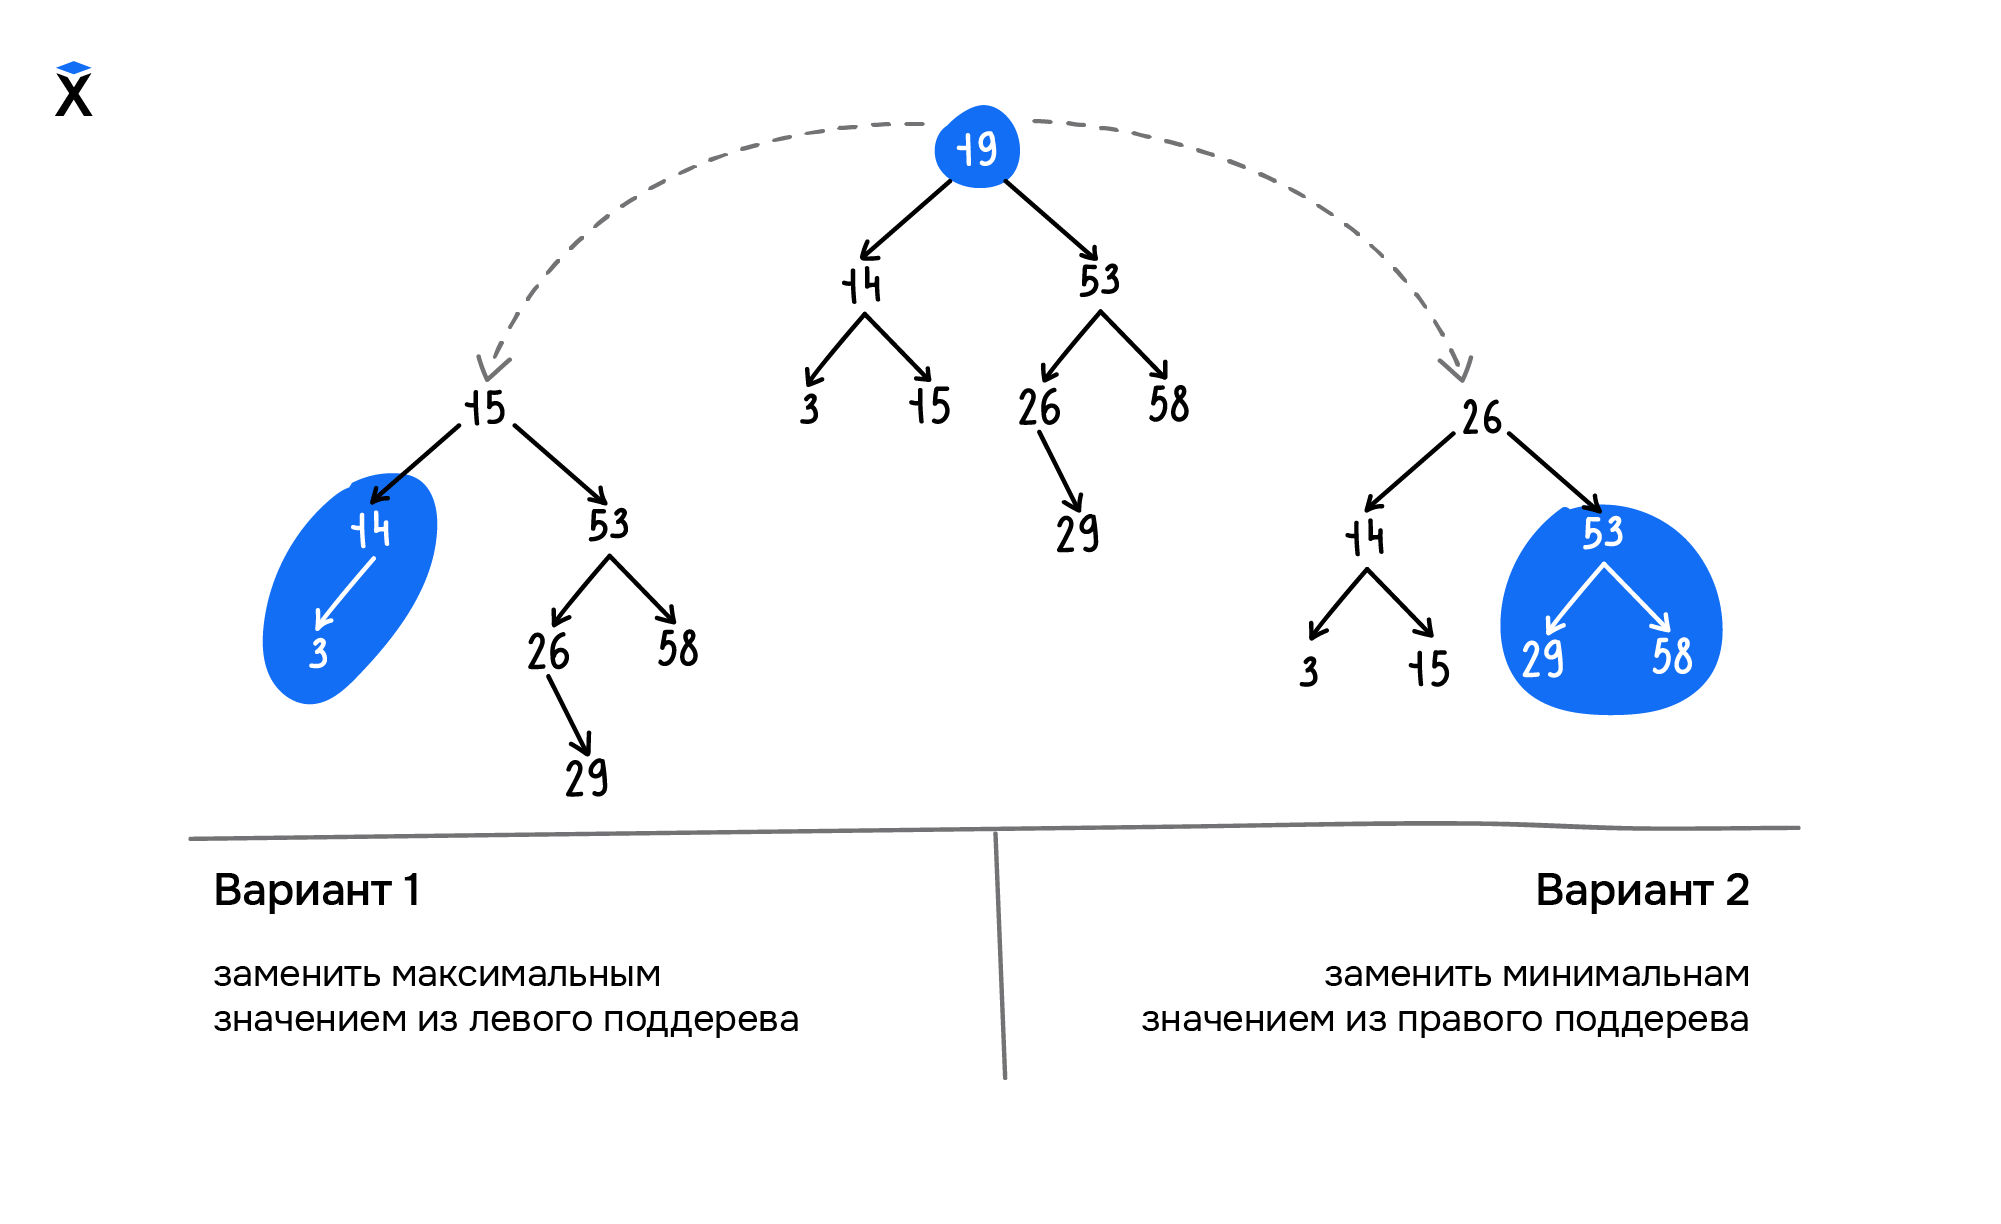 19
14 53
3 15 26 58
29
15
14 53
3 26 58
29
26
14 53
3 15 29 58
Вариант 1
заменить максимальным
значением из левого поддерева
Вариант 2
заменить минимальнам
значением из правого поддерева